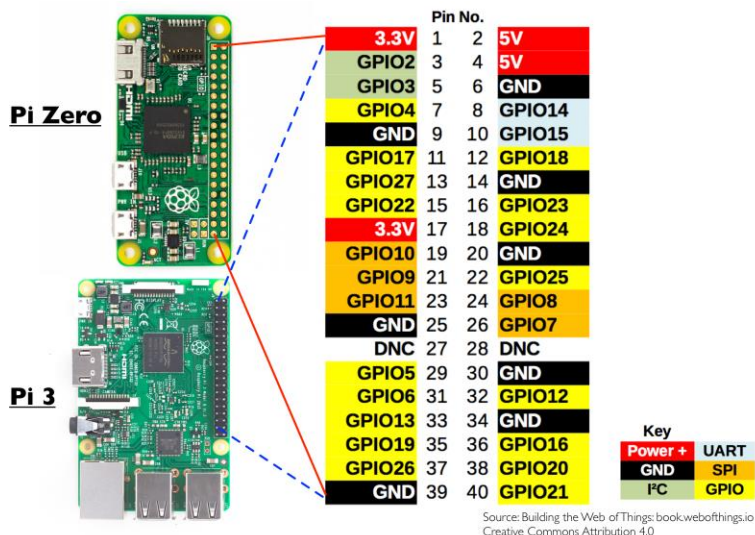 Pin No.
3.3V 1 2 5V
GPIO2 3 4 5V
GPIO3 5 6 GND
Pi Zero
GPIO4 7 8 GPIO14
GND 9 10 GPIO15
GPIO17 11 12 GPIO18
GPIO27 13 14 GND
GPIO22 15 16 GPIO23
3.3V 17 18 GPIO24
GPIO10 19 20 GND
GPIO9 21 22 GPIO25
GPIO11 23 24 GPIO8
GND 25 26 GPIO7
DNC 27 28 DNC
GPIO5 29 30 GND
Pi 3
GPIO6 31 32 GPIO12
GPIO13 33 34 GND
GPIO19 35 36 GPIO16
GPIO26 37 38 GPIO20
GND 39 40 GPIO21
Key
Power + UART
GND SPI
I²C GPIO
Source: Building the Web of Things: book.webofthings.io
Creative Commons Attribution 4.0
HDMI
HDMI